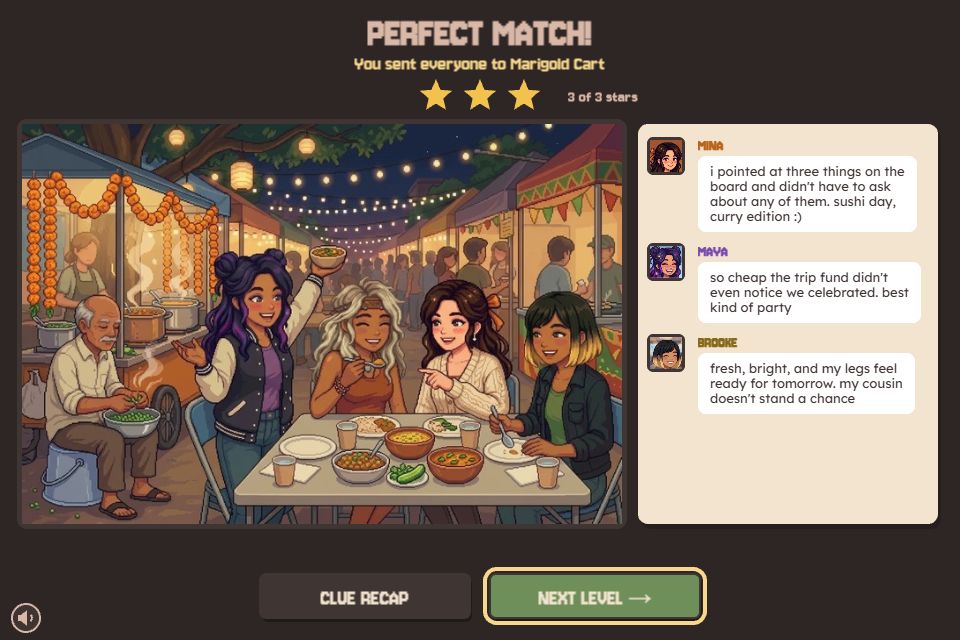 PERFECT MATCH!
You sent everyone to Marigold Cart
3 of 3 stars
MINA
i pointed at three things on the
board and didn't have to ask
about any of them. sushi day,
curry edition :)
MAYA
so cheap the trip fund didn't
even notice we celebrated. best
kind of party
BROOKE
fresh, bright, and my legs feel
ready for tomorrow. my cousin
doesn't stand a chance
CLUE RECAP
NEXT LEVEL →